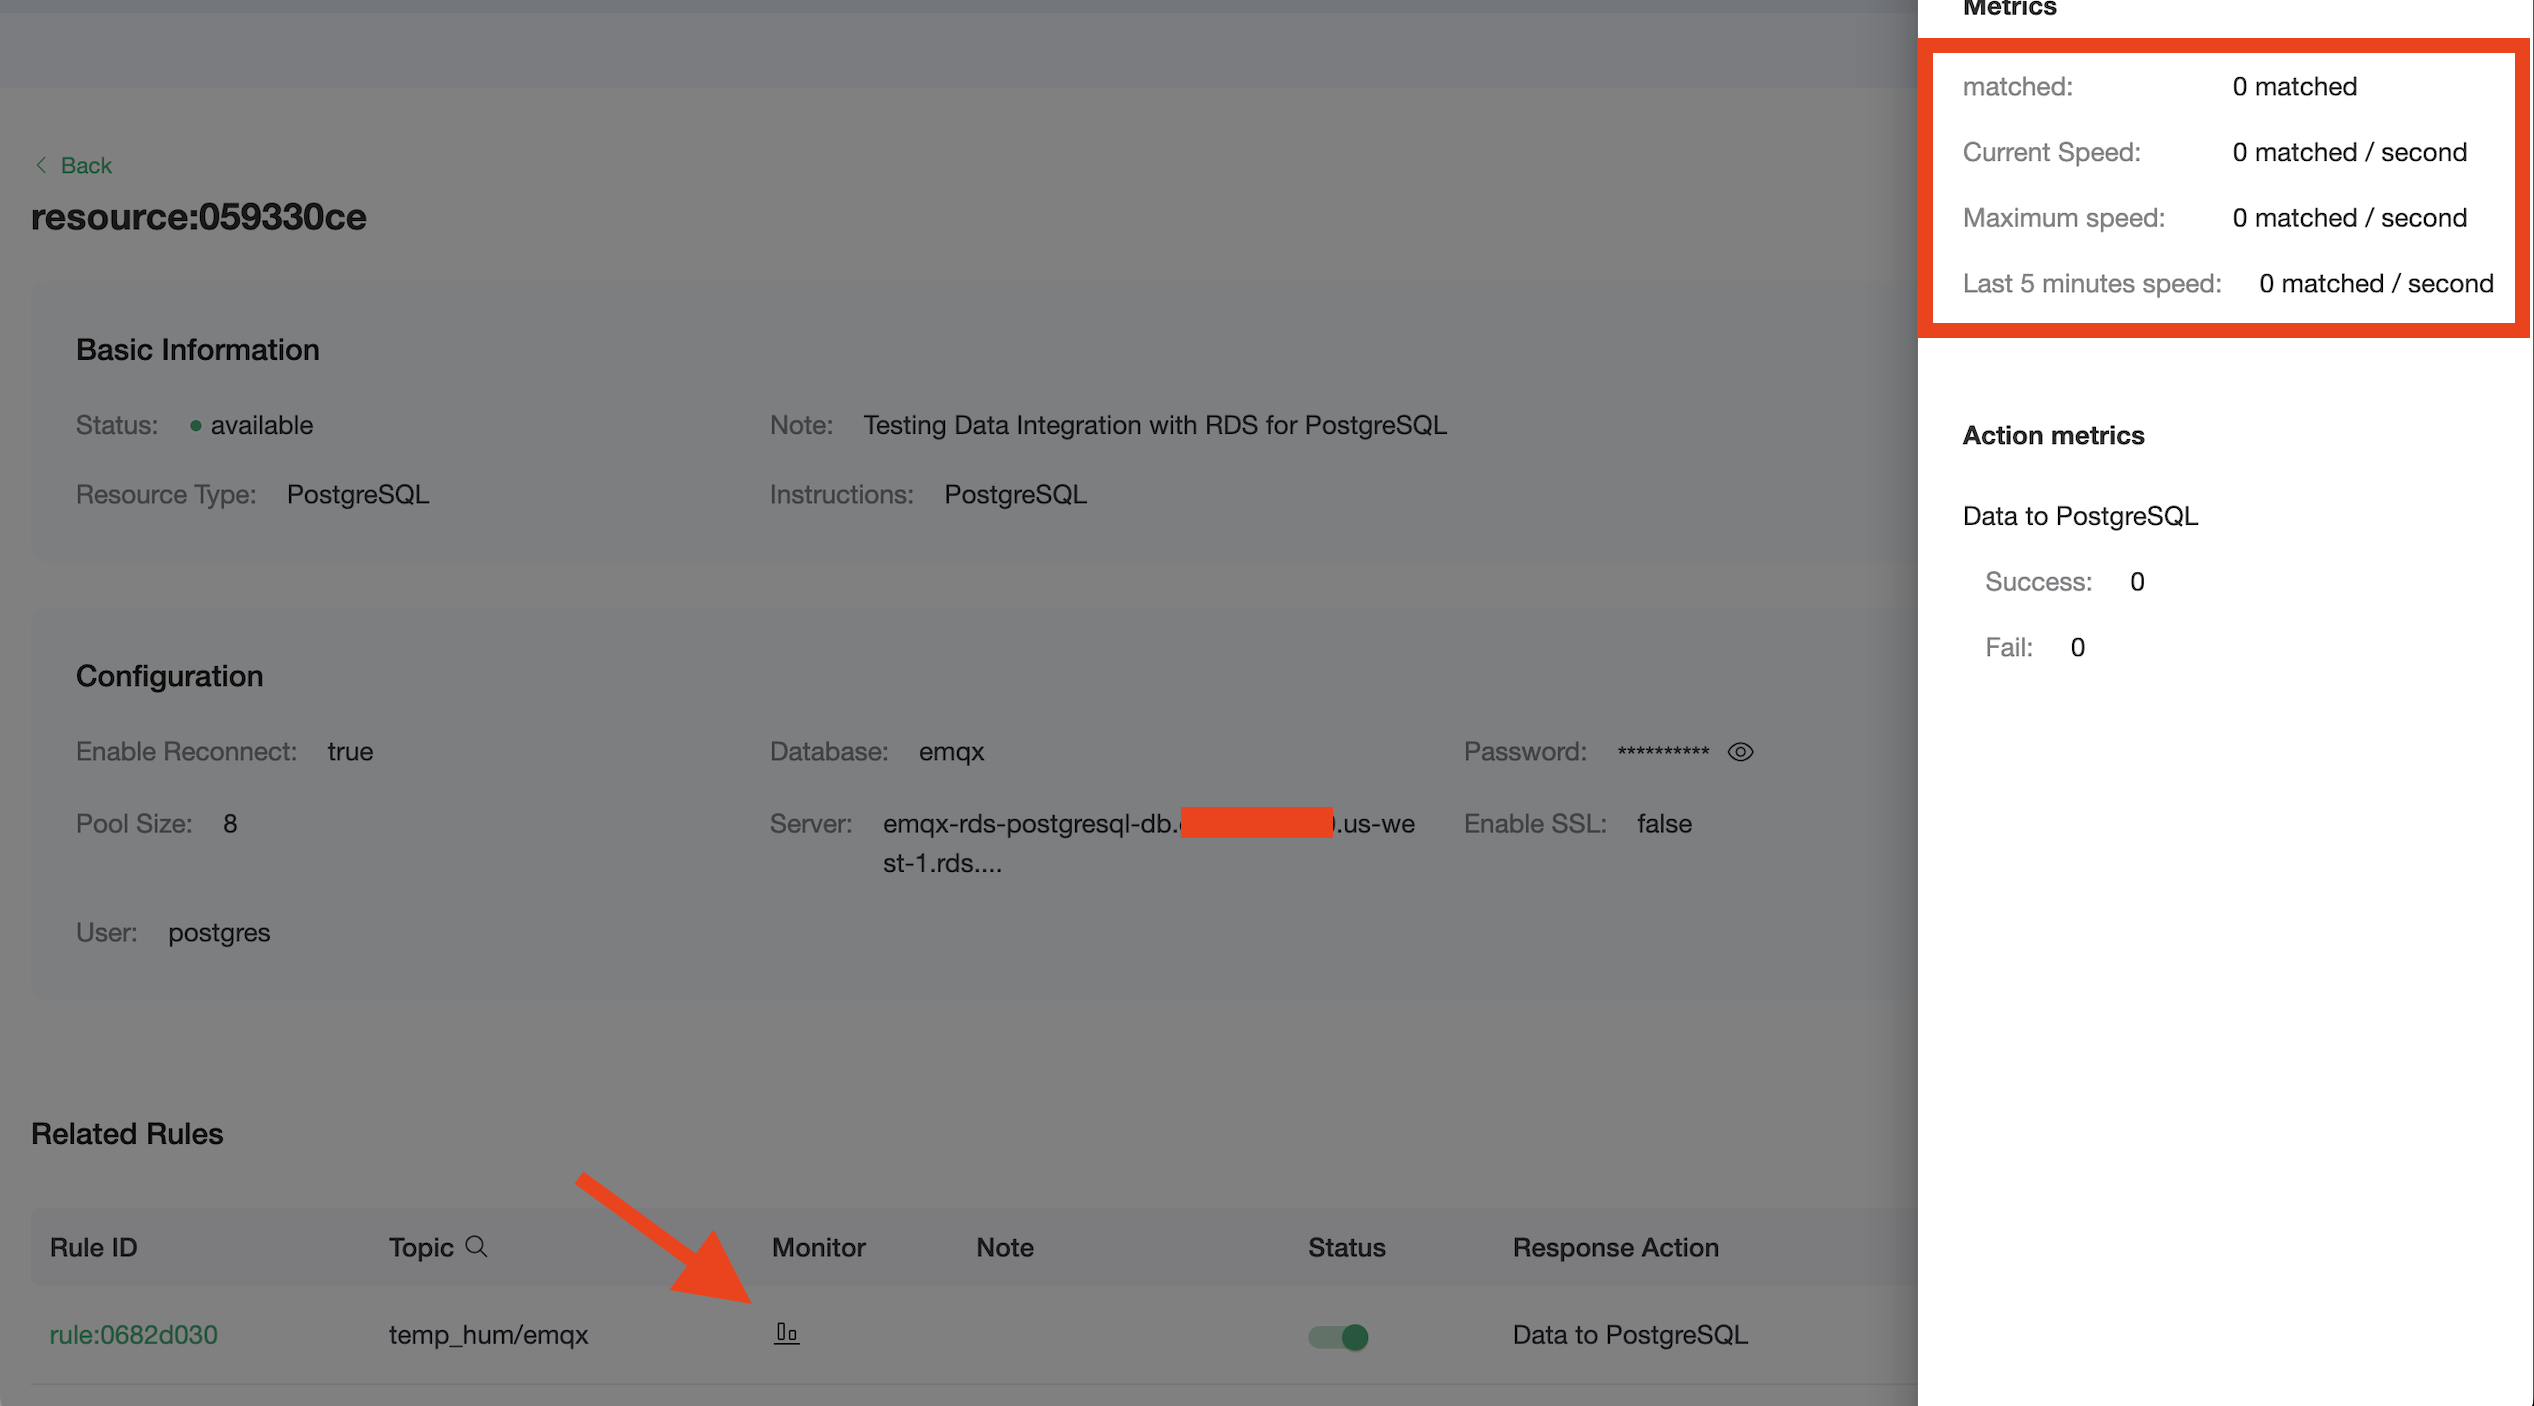 Back
resource:059330ce
Basic Information
Status: available
Note: Testing Data Integration with RDS for PostgreSQL
Resource Type: PostgreSQL
Instructions: PostgreSQL
Configuration
Enable Reconnect: true
Database: emqx
Password: **********
Pool Size: 8
Server: emqx-rds-postgresql-db. .us-we
st-1.rds....
Enable SSL: false
User: postgres
Related Rules
Rule ID Topic Monitor Note Status Response Action
rule:0682d030 temp_hum/emqx Data to PostgreSQL
Metrics
matched: 0 matched
Current Speed: 0 matched / second
Maximum speed: 0 matched / second
Last 5 minutes speed: 0 matched / second
Action metrics
Data to PostgreSQL
Success: 0
Fail: 0